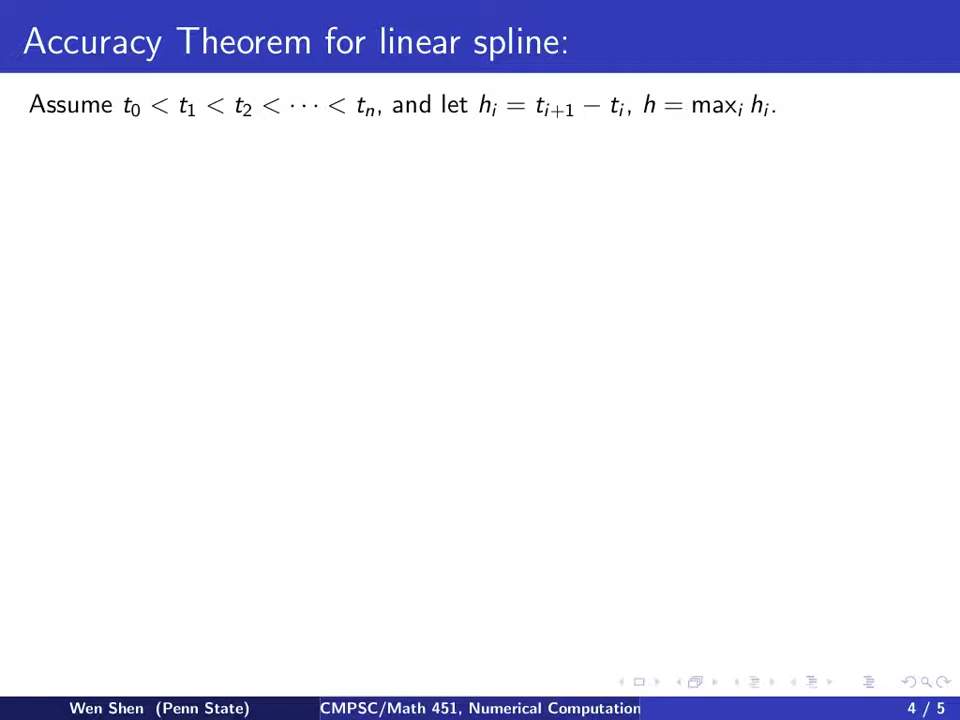 Accuracy Theorem for linear spline:
Assume t₀ < t₁ < t₂ < ··· < tₙ, and let hᵢ = tᵢ₊₁ − tᵢ, h = maxᵢ hᵢ.
Wen Shen (Penn State) CMPSC/Math 451, Numerical Computation 4 / 5